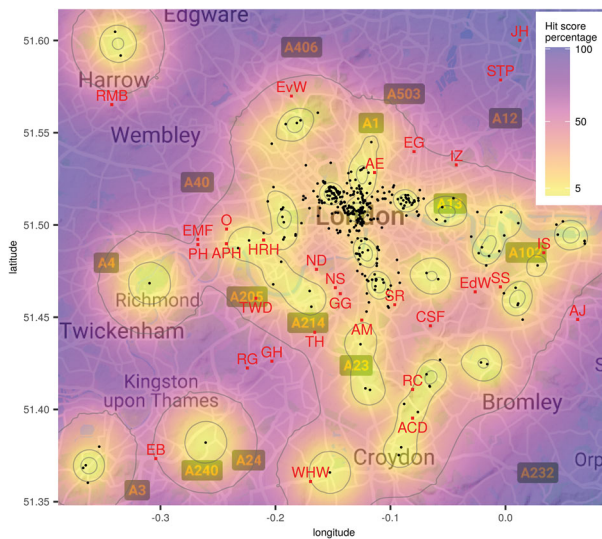 Edgware
Hit score
percentage
100
50
5
51.60
JH
A406
Harrow
STP
RMB
EvW
A503
A12
Wembley
A1
51.55
EG
IZ
AE
A40
A13
London
51.50
O
EMF
HRH
A102
IS
PH
APH
A4
ND
NS
EdW
SS
Richmond
A205
GG
SR
51.45
TWD
AJ
Twickenham
A214
AM
CSF
TH
GH
RG
A23
S
Kingston
upon Thames
RC
51.40
Bromley
ACD
EB
A24
Croydon
Orp
A240
WHW
A232
A3
51.35
-0.3
-0.2
-0.1
0.0
longitude
latitude